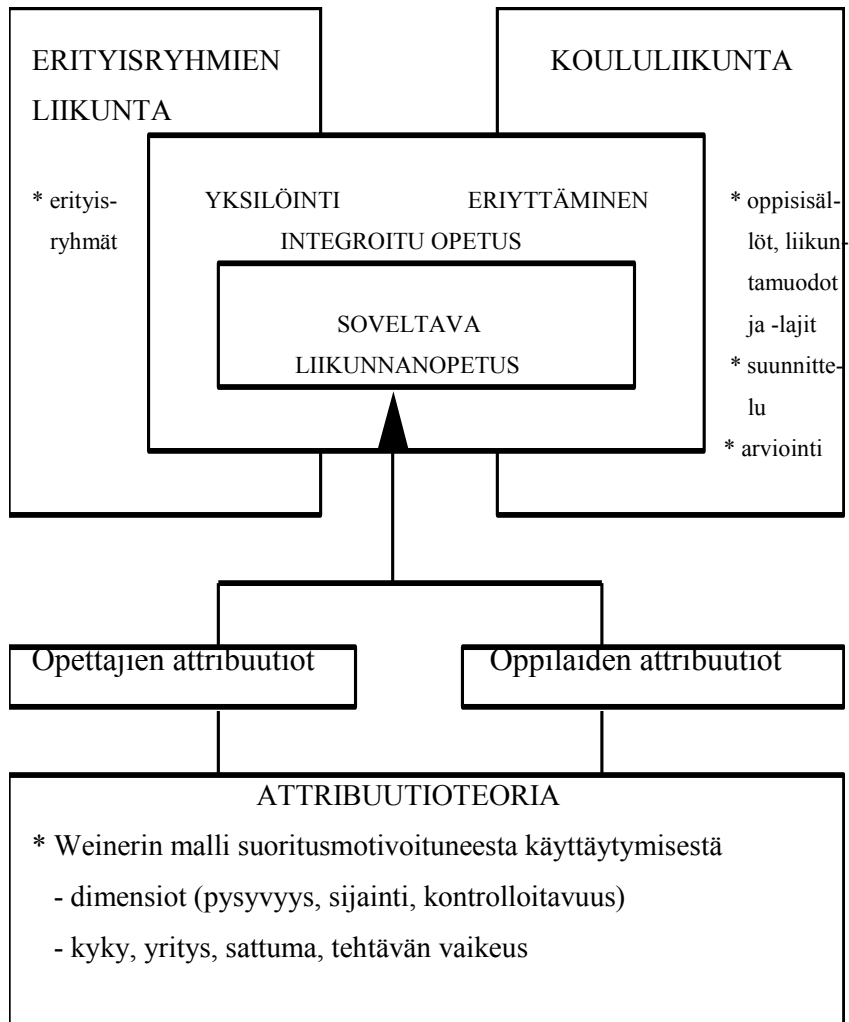 ERITYISRYHMIEN
LIIKUNTA
* erityis-
ryhmät
KOULULIIKUNTA
* oppisisäl-
löt, liikun-
tamuodot
ja -lajit
* suunnitte-
lu
* arviointi
YKSILÖINTI ERIYTTÄMINEN
INTEGROITU OPETUS
SOVELTAVA
LIIKUNNANOPETUS
Opettajien attribuutiot
Oppilaiden attribuutiot
ATTRIBUUTIOTEORIA
* Weinerin malli suoritusmotivoituneesta käyttäytymisestä
- dimensiot (pysyvyys, sijainti, kontrolloitavuus)
- kyky, yritys, sattuma, tehtävän vaikeus